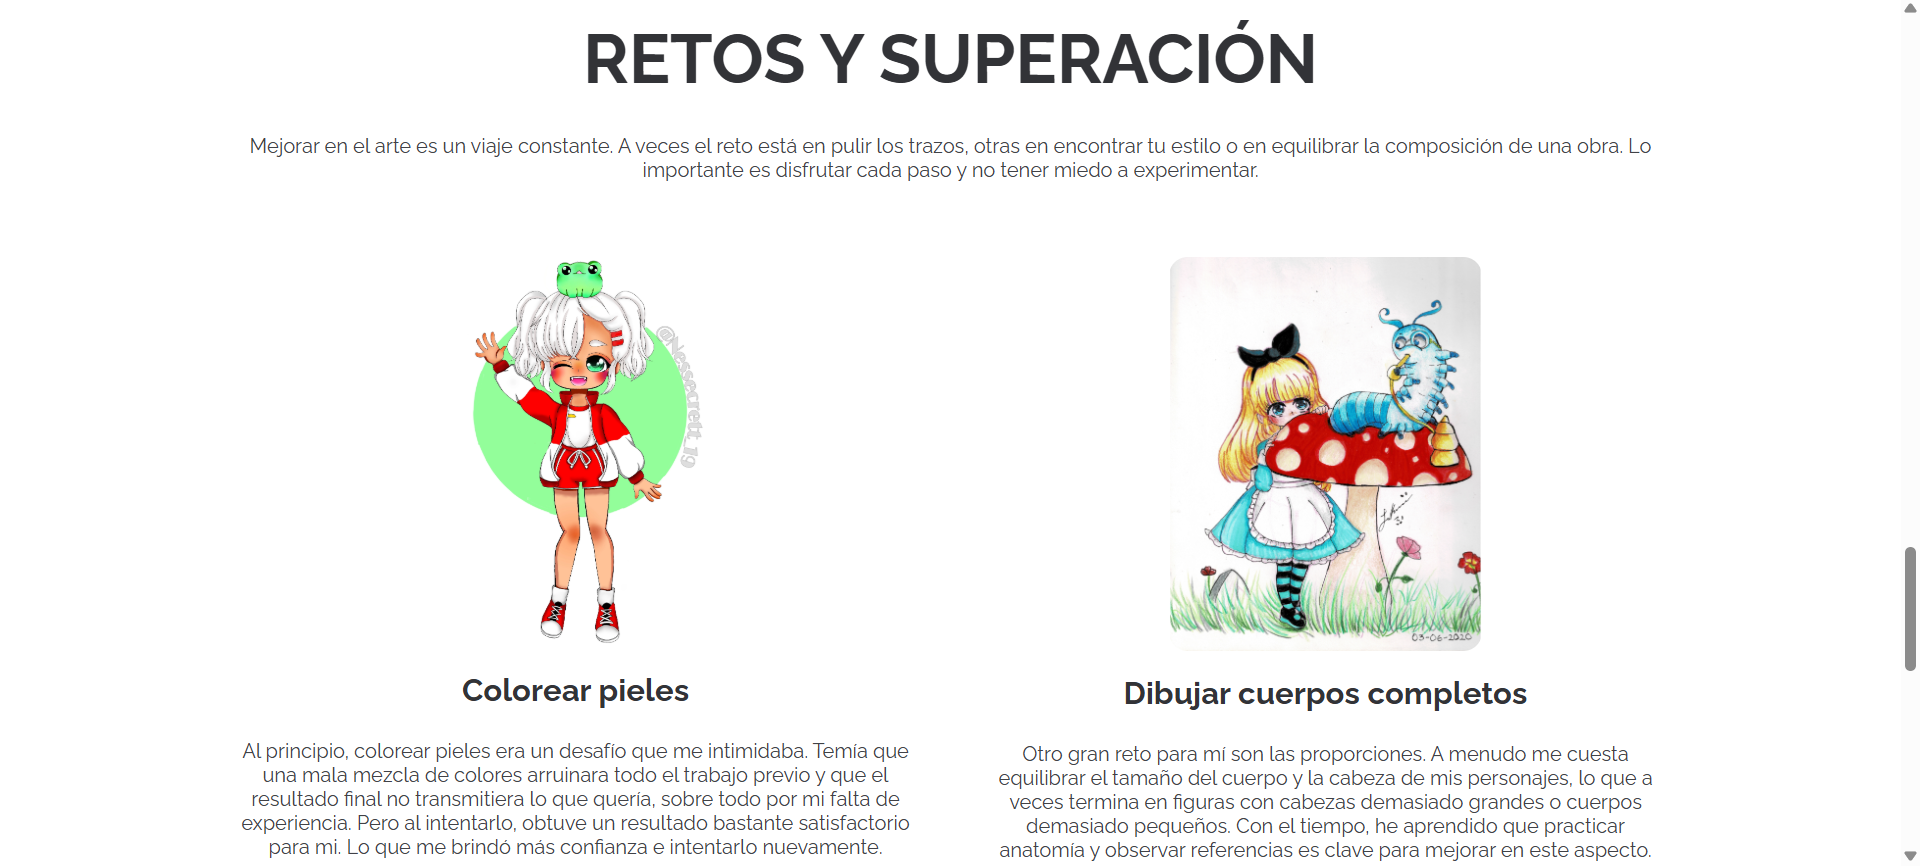 RETOS Y SUPERACIÓN
Mejorar en el arte es un viaje constante. A veces el reto está en pulir los trazos, otras en encontrar tu estilo o en equilibrar la composición de una obra. Lo
importante es disfrutar cada paso y no tener miedo a experimentar.
@Nessecrett_19
03-06-2020
Colorear pieles
Al principio, colorear pieles era un desafío que me intimidaba. Temía que
una mala mezcla de colores arruinara todo el trabajo previo y que el
resultado final no transmitiera lo que quería, sobre todo por mi falta de
experiencia. Pero al intentarlo, obtuve un resultado bastante satisfactorio
para mi. Lo que me brindó más confianza e intentarlo nuevamente.
Dibujar cuerpos completos
Otro gran reto para mí son las proporciones. A menudo me cuesta
equilibrar el tamaño del cuerpo y la cabeza de mis personajes, lo que a
veces termina en figuras con cabezas demasiado grandes o cuerpos
demasiado pequeños. Con el tiempo, he aprendido que practicar
anatomía y observar referencias es clave para mejorar en este aspecto.